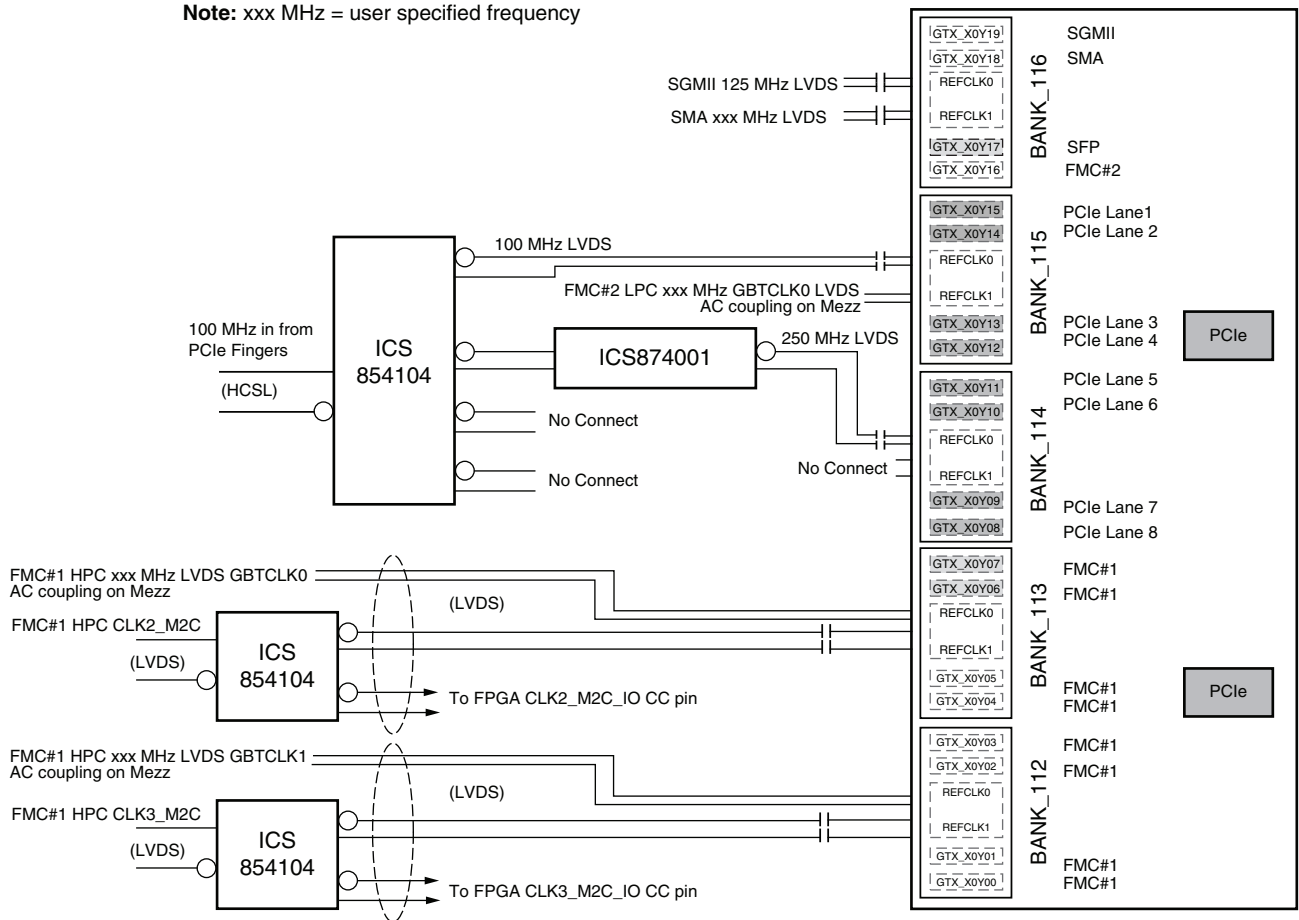 Note: xxx MHz = user specified frequency
GTX_X0Y19
SGMII
GTX_X0Y18
SMA
SGMII 125 MHz LVDS
REFCLK0
SMA xxx MHz LVDS
REFCLK1
BANK_116
GTX_X0Y17
SFP
GTX_X0Y16
FMC#2
GTX_X0Y15
PCIe Lane1
GTX_X0Y14
PCIe Lane 2
100 MHz LVDS
REFCLK0
FMC#2 LPC xxx MHz GBTCLK0 LVDS
AC coupling on Mezz
REFCLK1
BANK_115
GTX_X0Y13
PCIe Lane 3
GTX_X0Y12
PCIe Lane 4
PCIe
100 MHz in from
PCIe Fingers
(HCSL)
ICS
854104
ICS874001
250 MHz LVDS
No Connect
No Connect
GTX_X0Y11
PCIe Lane 5
GTX_X0Y10
PCIe Lane 6
REFCLK0
No Connect
REFCLK1
BANK_114
GTX_X0Y09
PCIe Lane 7
GTX_X0Y08
PCIe Lane 8
FMC#1 HPC xxx MHz LVDS GBTCLK0
AC coupling on Mezz
(LVDS)
FMC#1 HPC CLK2_M2C
(LVDS)
ICS
854104
To FPGA CLK2_M2C_IO CC pin
GTX_X0Y07
FMC#1
GTX_X0Y06
FMC#1
REFCLK0
REFCLK1
BANK_113
GTX_X0Y05
FMC#1
GTX_X0Y04
FMC#1
PCIe
FMC#1 HPC xxx MHz LVDS GBTCLK1
AC coupling on Mezz
(LVDS)
FMC#1 HPC CLK3_M2C
(LVDS)
ICS
854104
To FPGA CLK3_M2C_IO CC pin
GTX_X0Y03
FMC#1
GTX_X0Y02
FMC#1
REFCLK0
REFCLK1
BANK_112
GTX_X0Y01
FMC#1
GTX_X0Y00
FMC#1